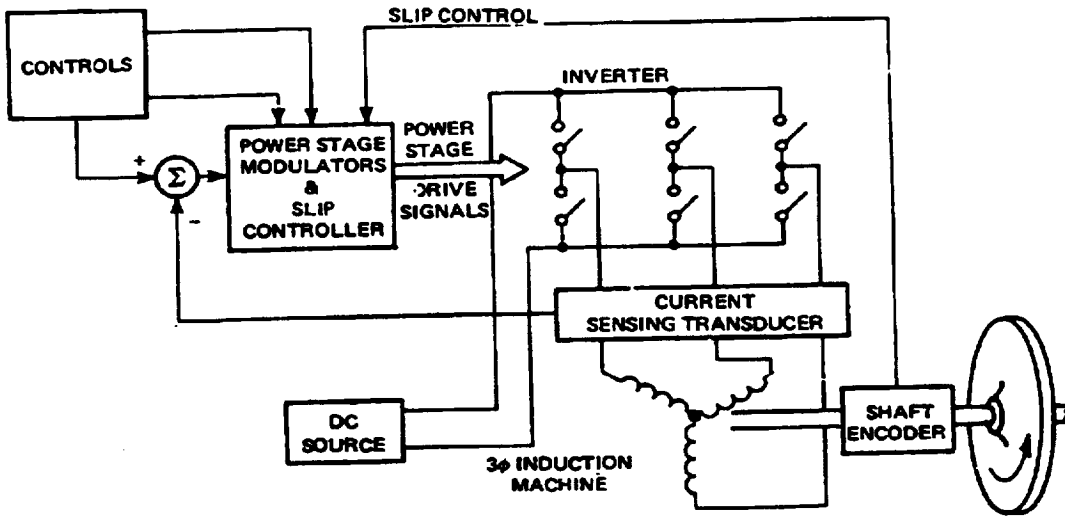 SLIP CONTROL
CONTROLS
INVERTER
POWER STAGE
MODULATORS
&
SLIP
CONTROLLER
POWER
STAGE
DRIVE
SIGNALS
+
Σ
−
CURRENT
SENSING TRANSDUCER
DC
SOURCE
SHAFT
ENCODER
3φ INDUCTION
MACHINE